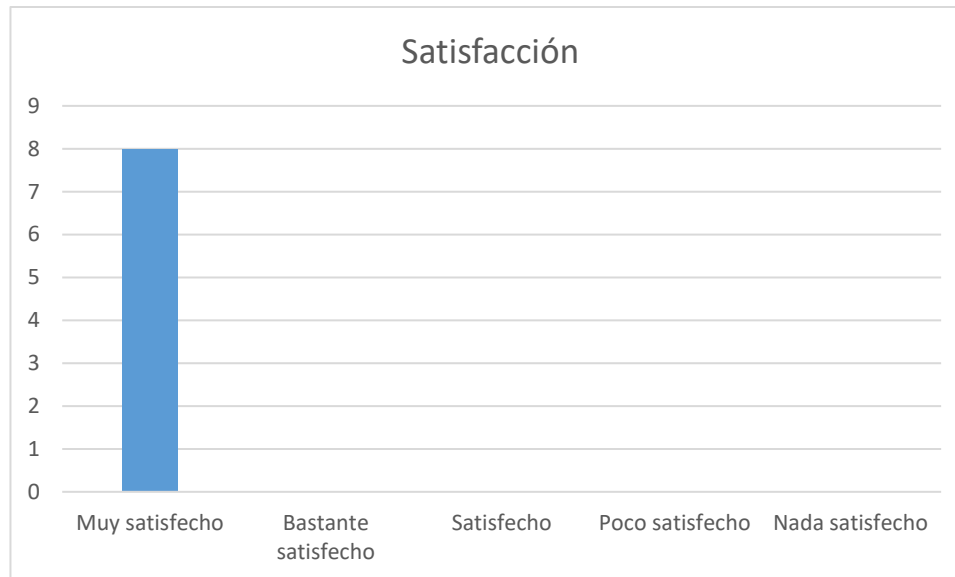 Satisfacción
9
8
7
6
5
4
3
2
1
0
Muy satisfecho
Bastante
satisfecho
Satisfecho
Poco satisfecho
Nada satisfecho